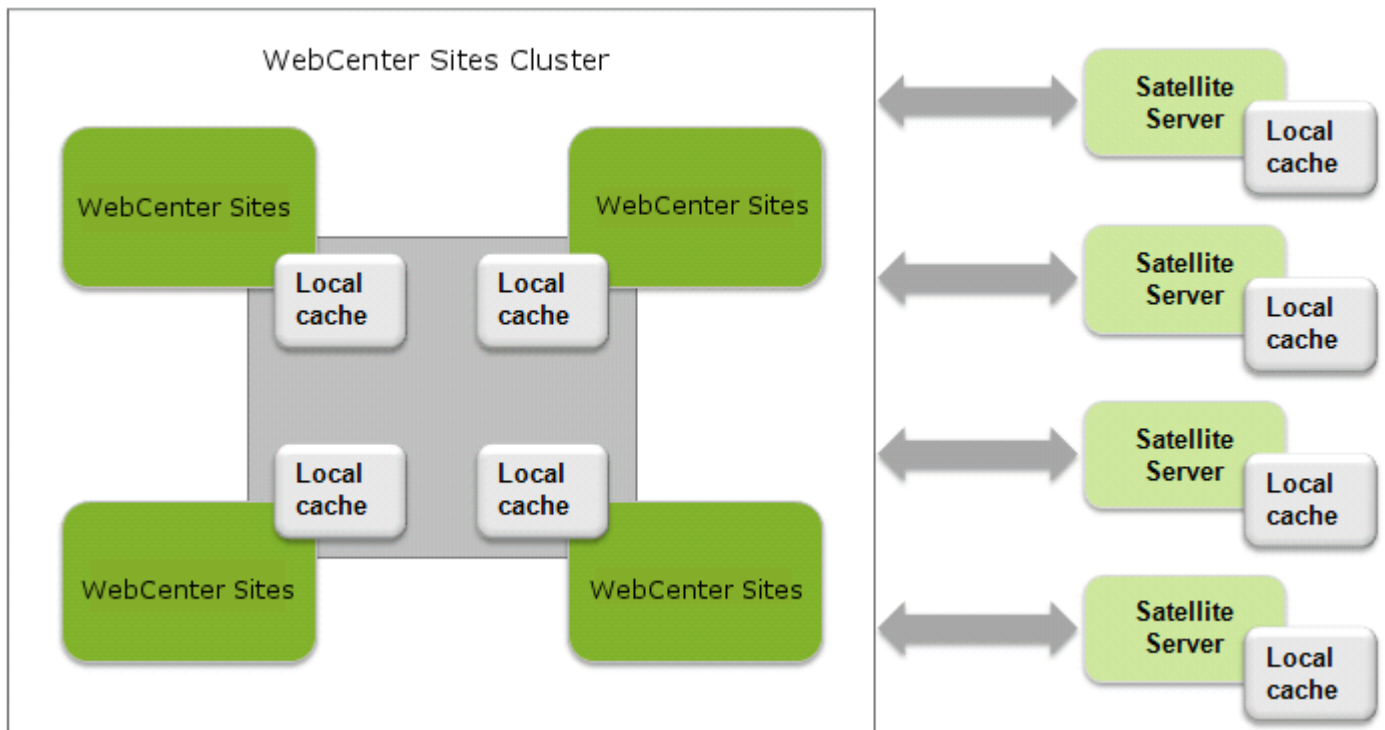 WebCenter Sites Cluster
WebCenter Sites
WebCenter Sites
Local
cache
Local
cache
Local
cache
Local
cache
WebCenter Sites
WebCenter Sites
Satellite
Server
Local
cache
Satellite
Server
Local
cache
Satellite
Server
Local
cache
Satellite
Server
Local
cache